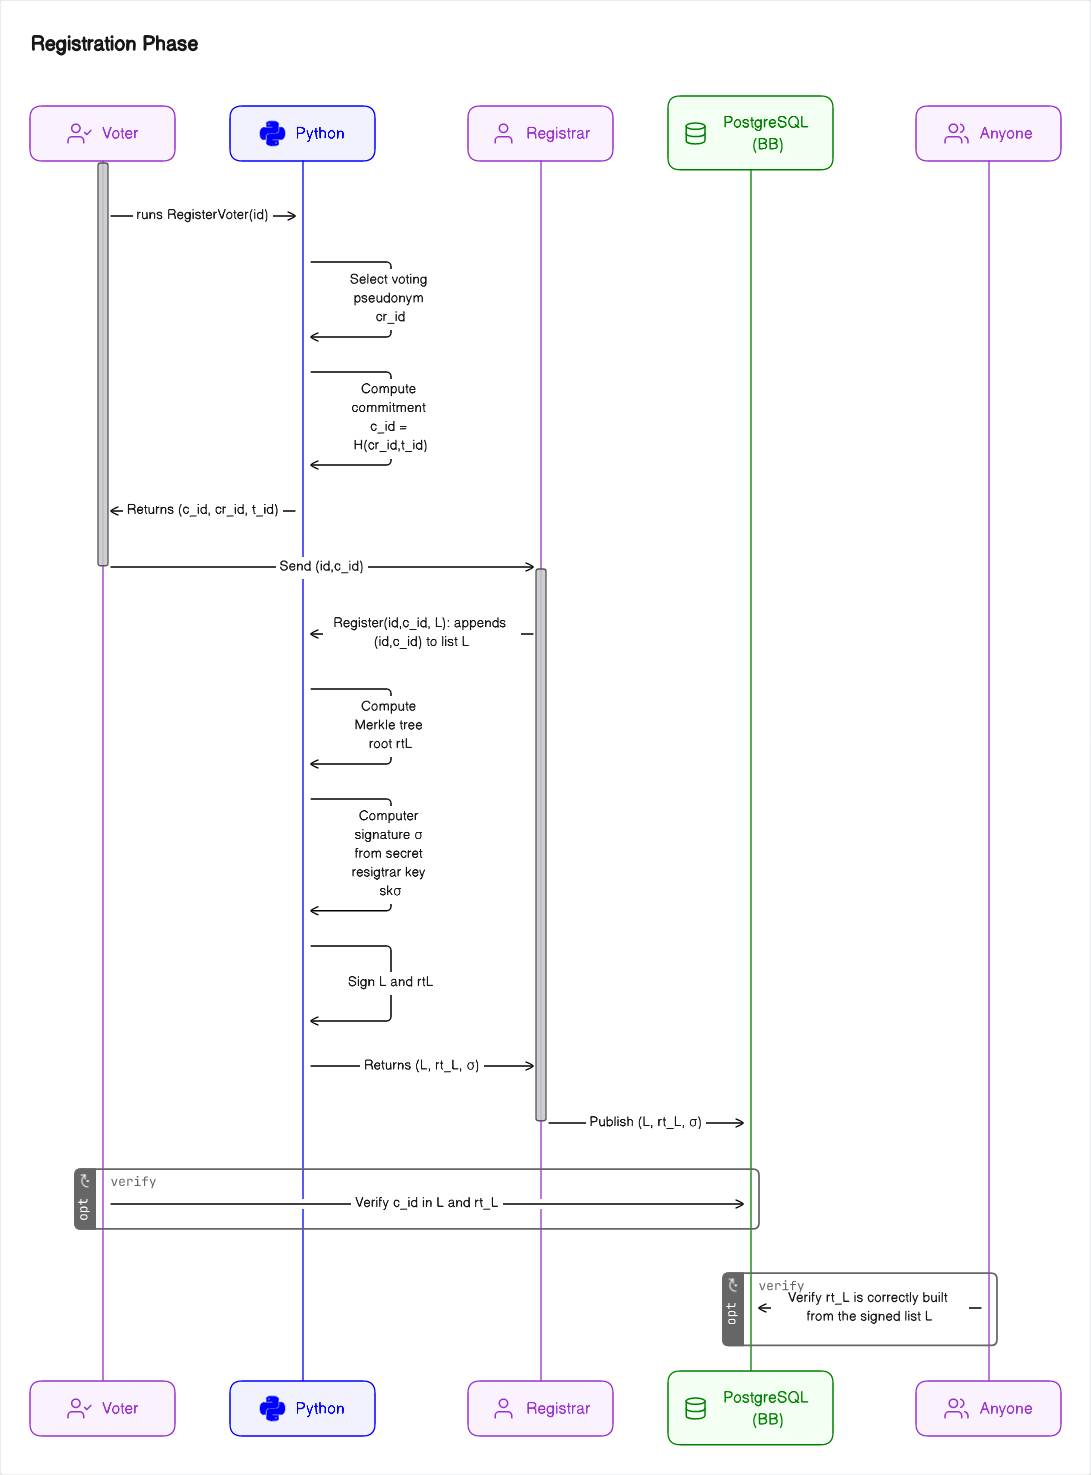 Registration Phase
Voter
Python
Registrar
PostgreSQL
(BB)
Anyone
runs RegisterVoter(id)
Select voting
pseudonym
cr_id
Compute
commitment
c_id =
H(cr_id,t_id)
Returns (c_id, cr_id, t_id)
Send (id,c_id)
Register(id,c_id, L): appends
(id,c_id) to list L
Compute
Merkle tree
root rtL
Computer
signature σ
from secret
resigtrar key
skσ
Sign L and rtL
Returns (L, rt_L, σ)
Publish (L, rt_L, σ)
opt
verify
Verify c_id in L and rt_L
opt
verify
Verify rt_L is correctly built
from the signed list L
Voter
Python
Registrar
PostgreSQL
(BB)
Anyone